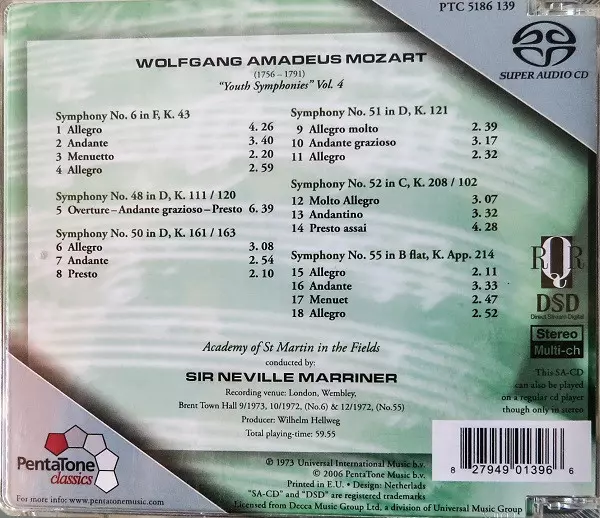 PTC 5186 139
SUPER AUDIO CD
WOLFGANG AMADEUS MOZART
(1756 – 1791)
"Youth Symphonies" Vol. 4
Symphony No. 6 in F, K. 43
1 Allegro 4. 26
2 Andante 3. 40
3 Menuetto 2. 20
4 Allegro 2. 59
Symphony No. 48 in D, K. 111 / 120
5 Overture – Andante grazioso – Presto 6. 39
Symphony No. 50 in D, K. 161 / 163
6 Allegro 3. 08
7 Andante 2. 54
8 Presto 2. 10
Symphony No. 51 in D, K. 121
9 Allegro molto 2. 39
10 Andante grazioso 3. 17
11 Allegro 2. 32
Symphony No. 52 in C, K. 208 / 102
12 Molto Allegro 3. 07
13 Andantino 3. 32
14 Presto assai 4. 28
Symphony No. 55 in B flat, K. App. 214
15 Allegro 2. 11
16 Andante 3. 33
17 Menuet 2. 47
18 Allegro 2. 52
RQR
DSD
Direct Stream Digital
Stereo
Multi-ch
This SA-CD
can also be played
on a regular cd player
though only in stereo
Academy of St Martin in the Fields
conducted by:
SIR NEVILLE MARRINER
Recording venue: London, Wembley,
Brent Town Hall 9/1973, 10/1972, (No.6) & 12/1972, (No.55)
Producer: Wilhelm Hellweg
Total playing-time: 59.55
PentaTone
classics
For more info: www.pentatonemusic.com
℗ 1973 Universal International Music b.v.
© 2006 PentaTone Music b.v.
Printed in E.U. • Design: Netherlads
"SA-CD" and "DSD" are registered trademarks
Licensed from Decca Music Group Ltd, a division of Universal Music Group
8 27949 01396 6